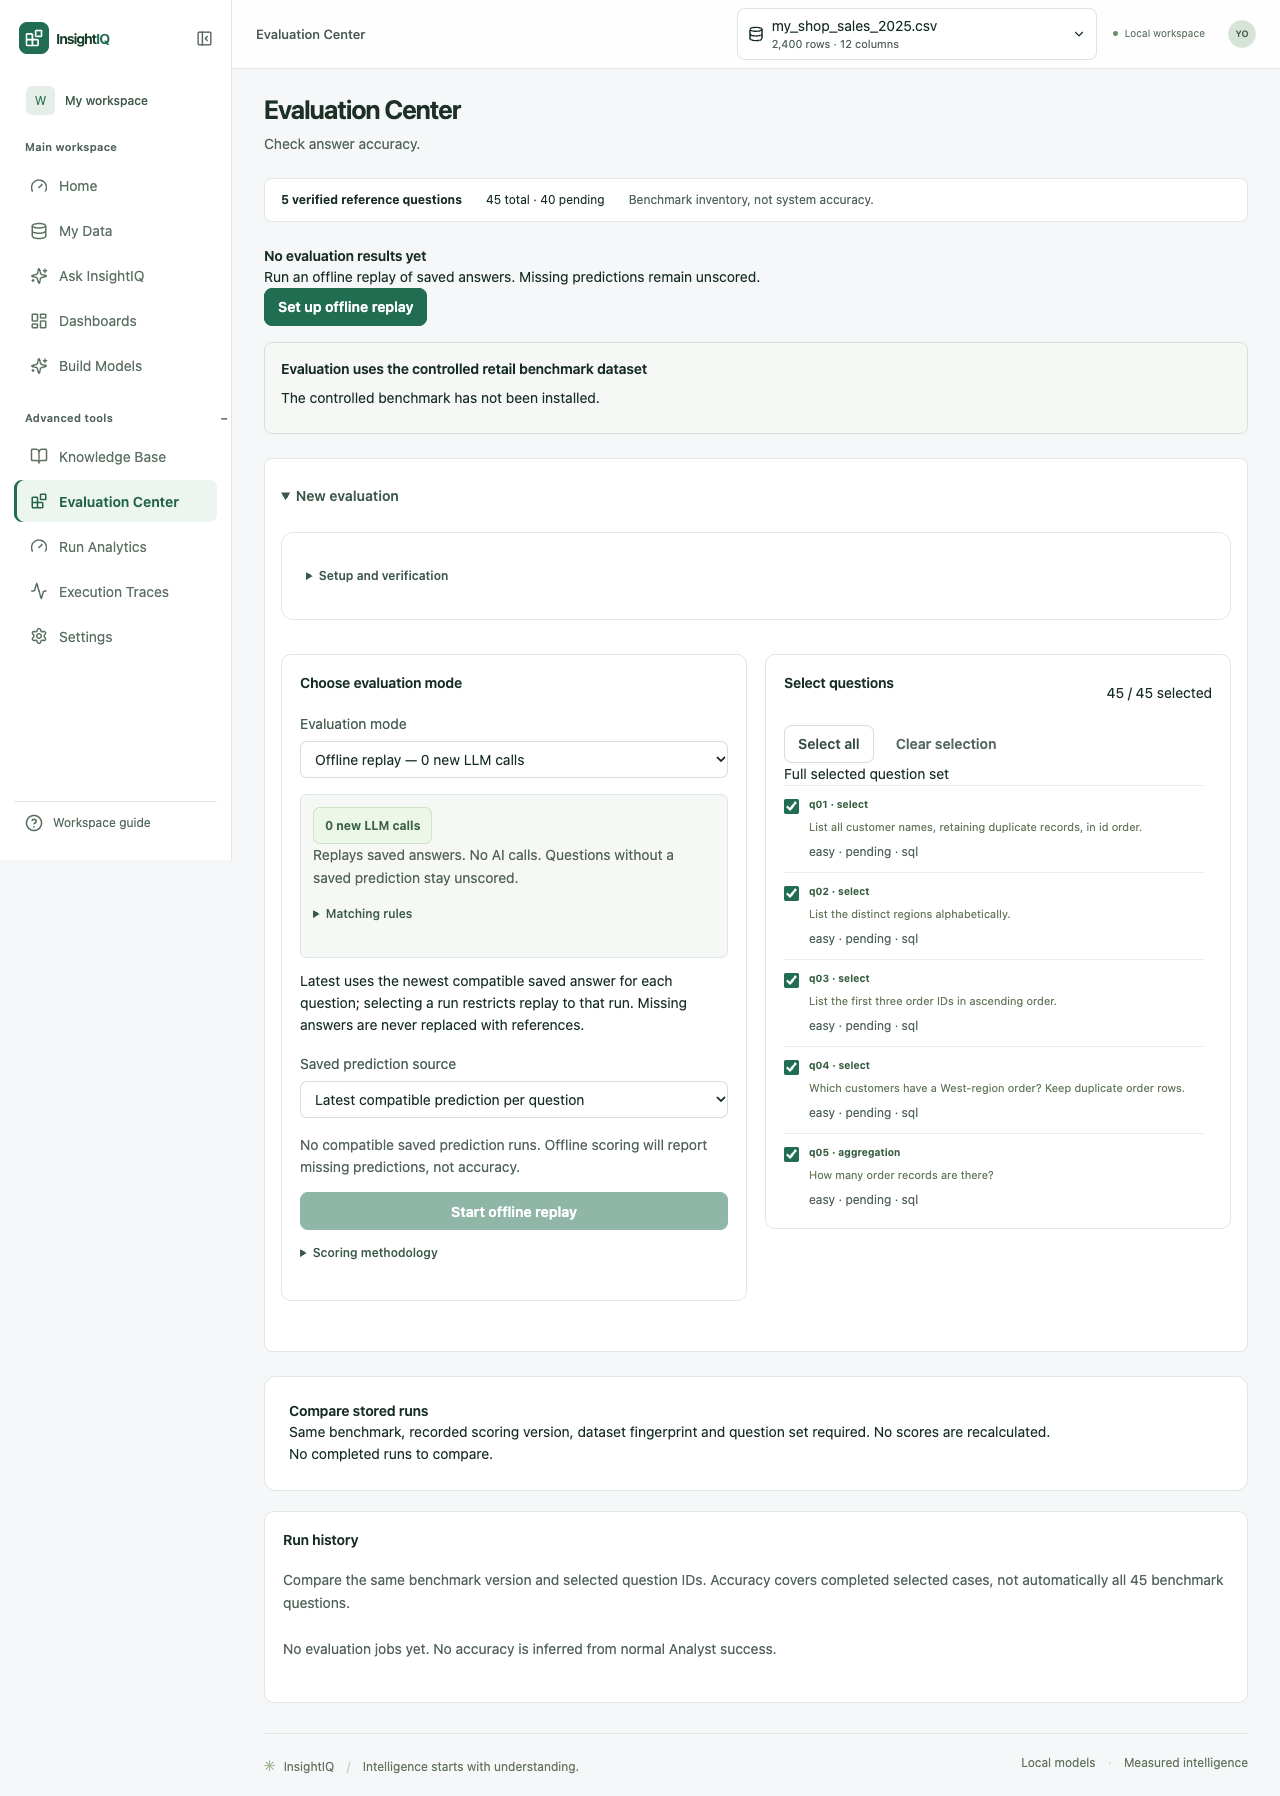 InsightIQ
W My workspace
Main workspace
Home
My Data
Ask InsightIQ
Dashboards
Build Models
Advanced tools –
Knowledge Base
Evaluation Center
Run Analytics
Execution Traces
Settings
Workspace guide
Evaluation Center
my_shop_sales_2025.csv
2,400 rows · 12 columns
Local workspace
YO
Evaluation Center
Check answer accuracy.
5 verified reference questions 45 total · 40 pending Benchmark inventory, not system accuracy.
No evaluation results yet
Run an offline replay of saved answers. Missing predictions remain unscored.
Set up offline replay
Evaluation uses the controlled retail benchmark dataset
The controlled benchmark has not been installed.
New evaluation
Setup and verification
Choose evaluation mode
Evaluation mode
Offline replay — 0 new LLM calls
0 new LLM calls
Replays saved answers. No AI calls. Questions without a
saved prediction stay unscored.
Matching rules
Latest uses the newest compatible saved answer for each
question; selecting a run restricts replay to that run. Missing
answers are never replaced with references.
Saved prediction source
Latest compatible prediction per question
No compatible saved prediction runs. Offline scoring will report
missing predictions, not accuracy.
Start offline replay
Scoring methodology
Select questions
45 / 45 selected
Select all Clear selection
Full selected question set
q01 · select
List all customer names, retaining duplicate records, in id order.
easy · pending · sql
q02 · select
List the distinct regions alphabetically.
easy · pending · sql
q03 · select
List the first three order IDs in ascending order.
easy · pending · sql
q04 · select
Which customers have a West-region order? Keep duplicate order rows.
easy · pending · sql
q05 · aggregation
How many order records are there?
easy · pending · sql
Compare stored runs
Same benchmark, recorded scoring version, dataset fingerprint and question set required. No scores are recalculated.
No completed runs to compare.
Run history
Compare the same benchmark version and selected question IDs. Accuracy covers completed selected cases, not automatically all 45 benchmark
questions.
No evaluation jobs yet. No accuracy is inferred from normal Analyst success.
InsightIQ / Intelligence starts with understanding.
Local models · Measured intelligence